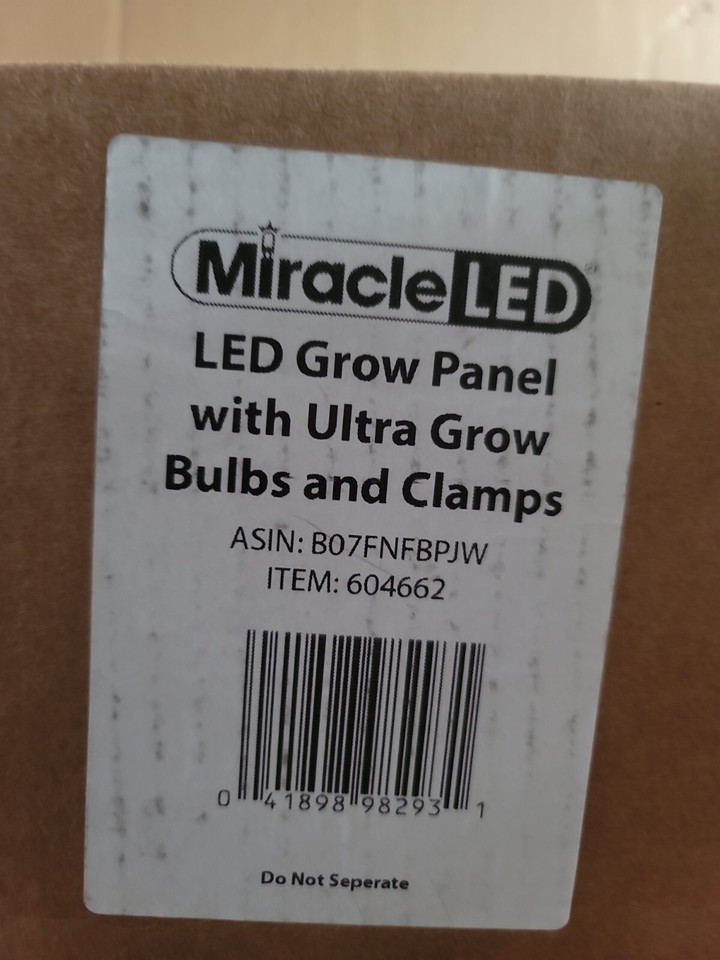 MiracleLED®
LED Grow Panel
with Ultra Grow
Bulbs and Clamps
ASIN: B07FNFBPJW
ITEM: 604662
0 41898 98293 1
Do Not Seperate